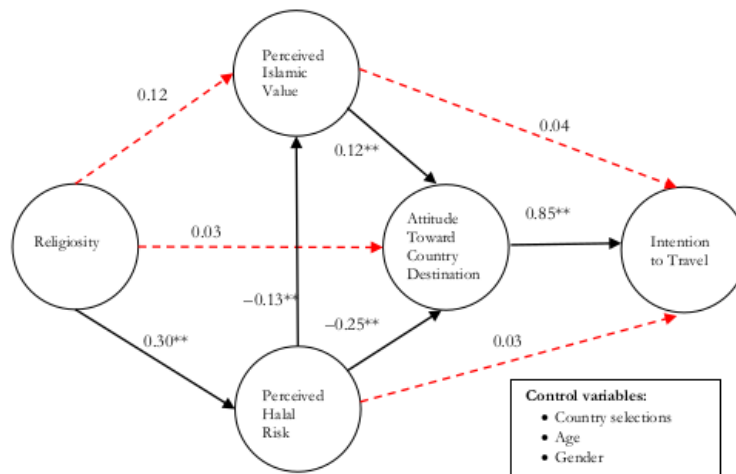 Perceived
Islamic
Value
0.12
0.04
0.12**
Religiosity
0.03
Attitude
Toward
Country
Destination
0.85**
Intention
to Travel
−0.13**
−0.25**
0.30**
0.03
Perceived
Halal
Risk
Control variables:
• Country selections
• Age
• Gender